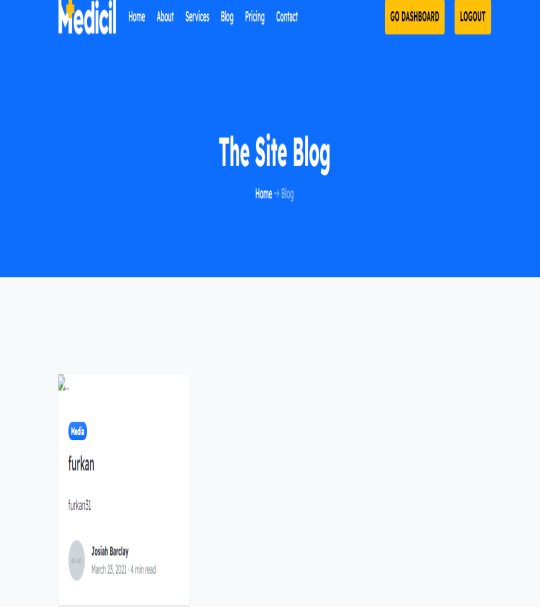 Medicil Home About Services Blog Pricing Contact GO DASHBOARD LOGOUT
The Site Blog
Home → Blog
...
Media
furkan
furkan31
Josiah Barclay
March 23, 2021 · 4 min read